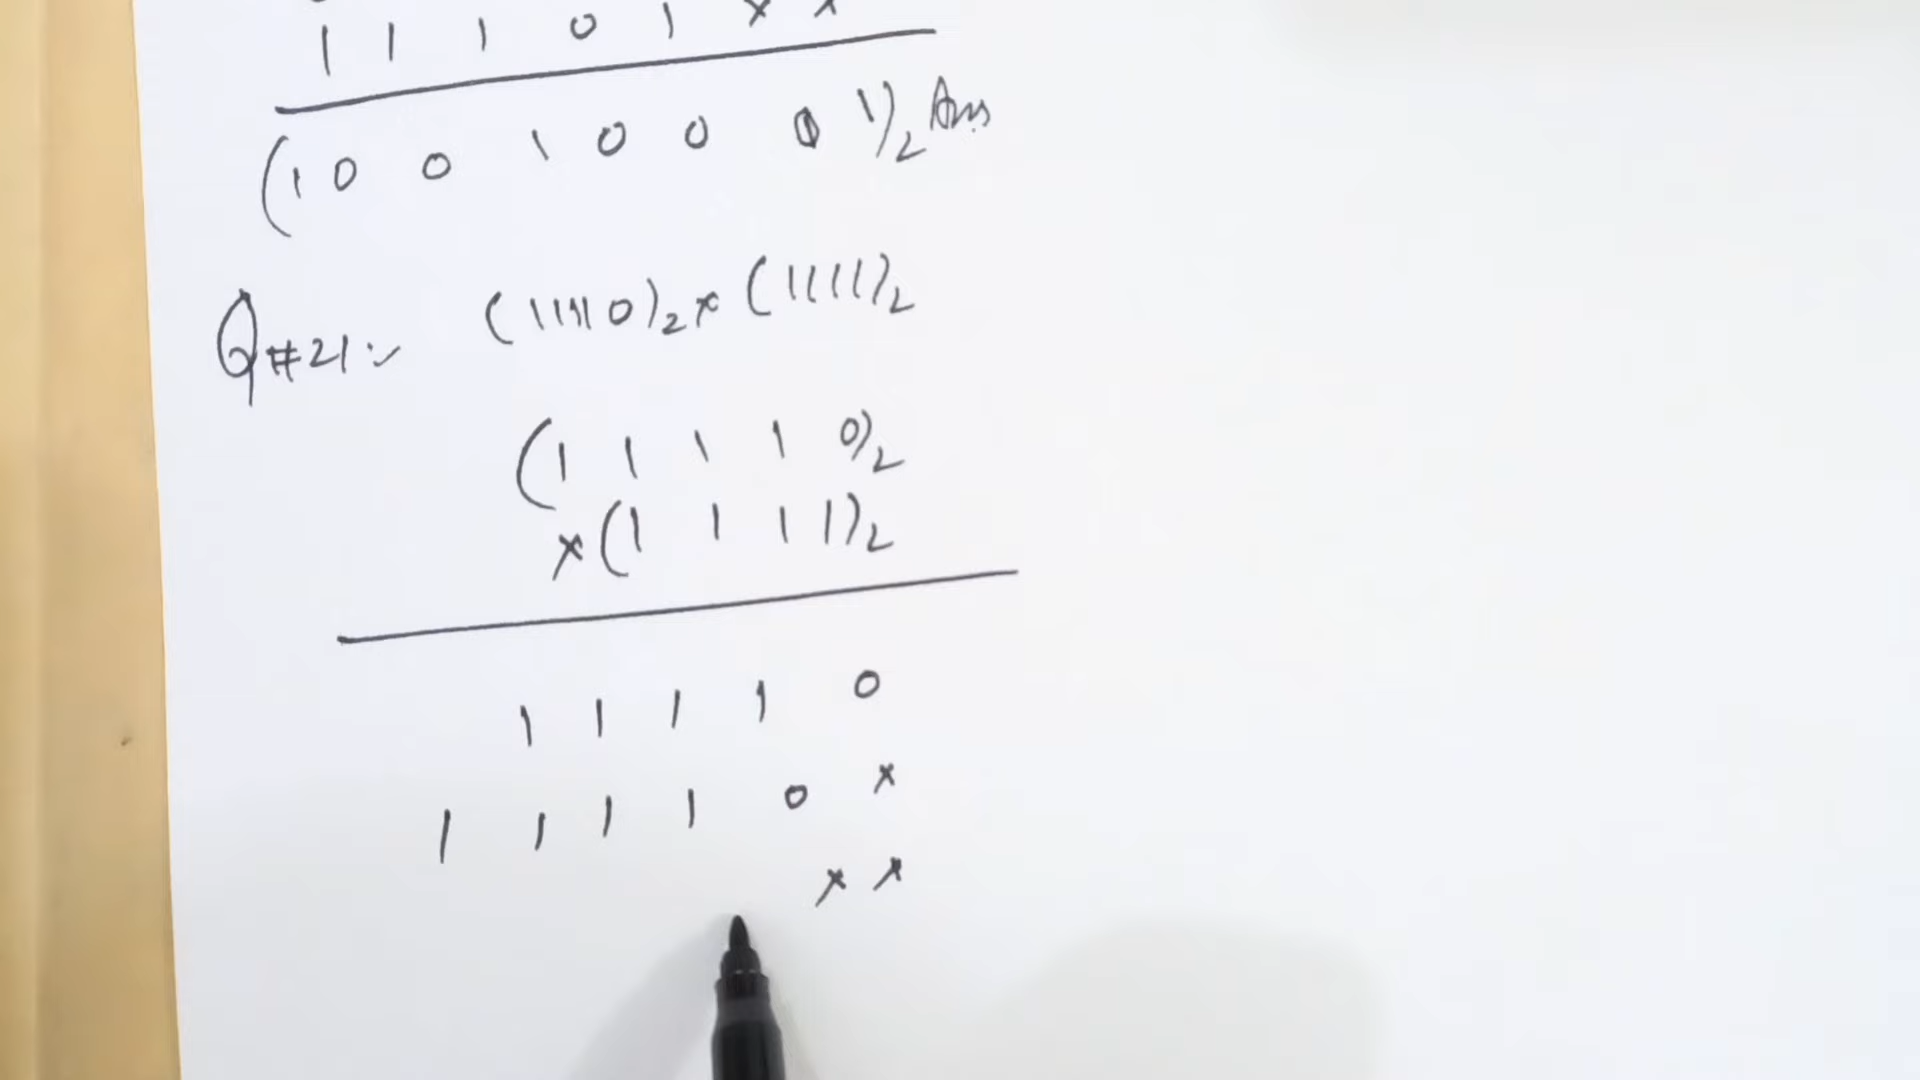 1 1 1 0 1 × ×
(1 0 0 1 0 0 0 1)₂ Ans
Q#21:- (11110)₂ × (1111)₂
(1 1 1 1 0)₂
×(1 1 1 1)₂
1 1 1 1 0
1 1 1 1 0 ×
× ×